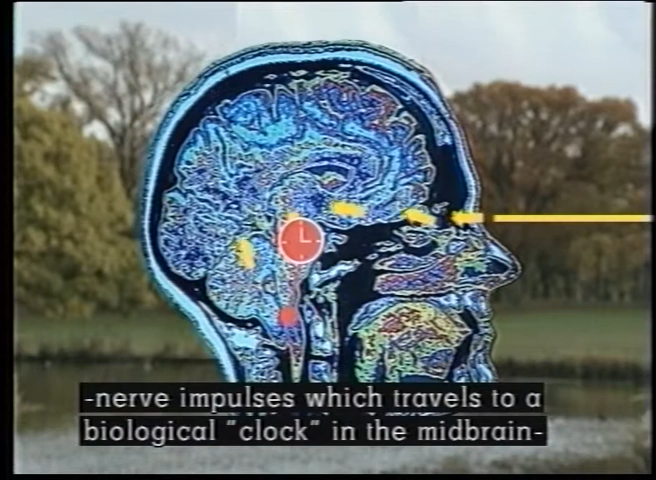 -nerve impulses which travels to a
biological "clock" in the midbrain-